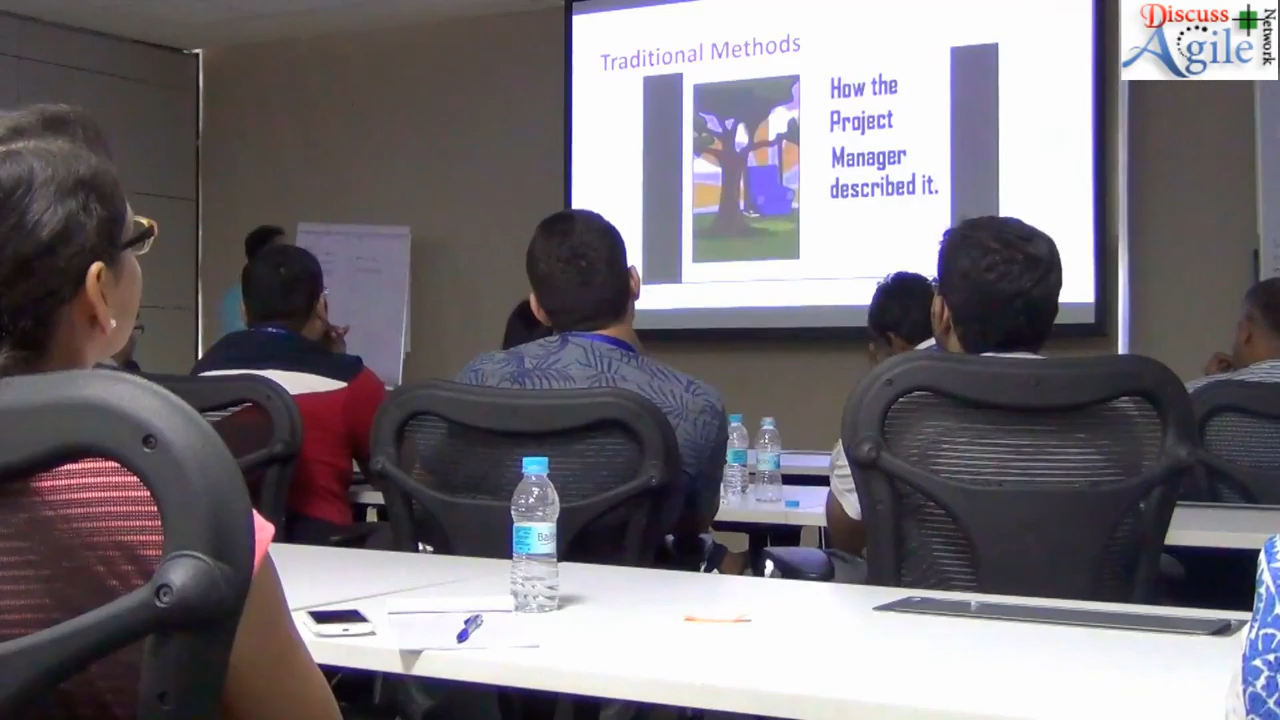 Traditional Methods
How the
Project
Manager
described it.
Discuss
Agile
Network